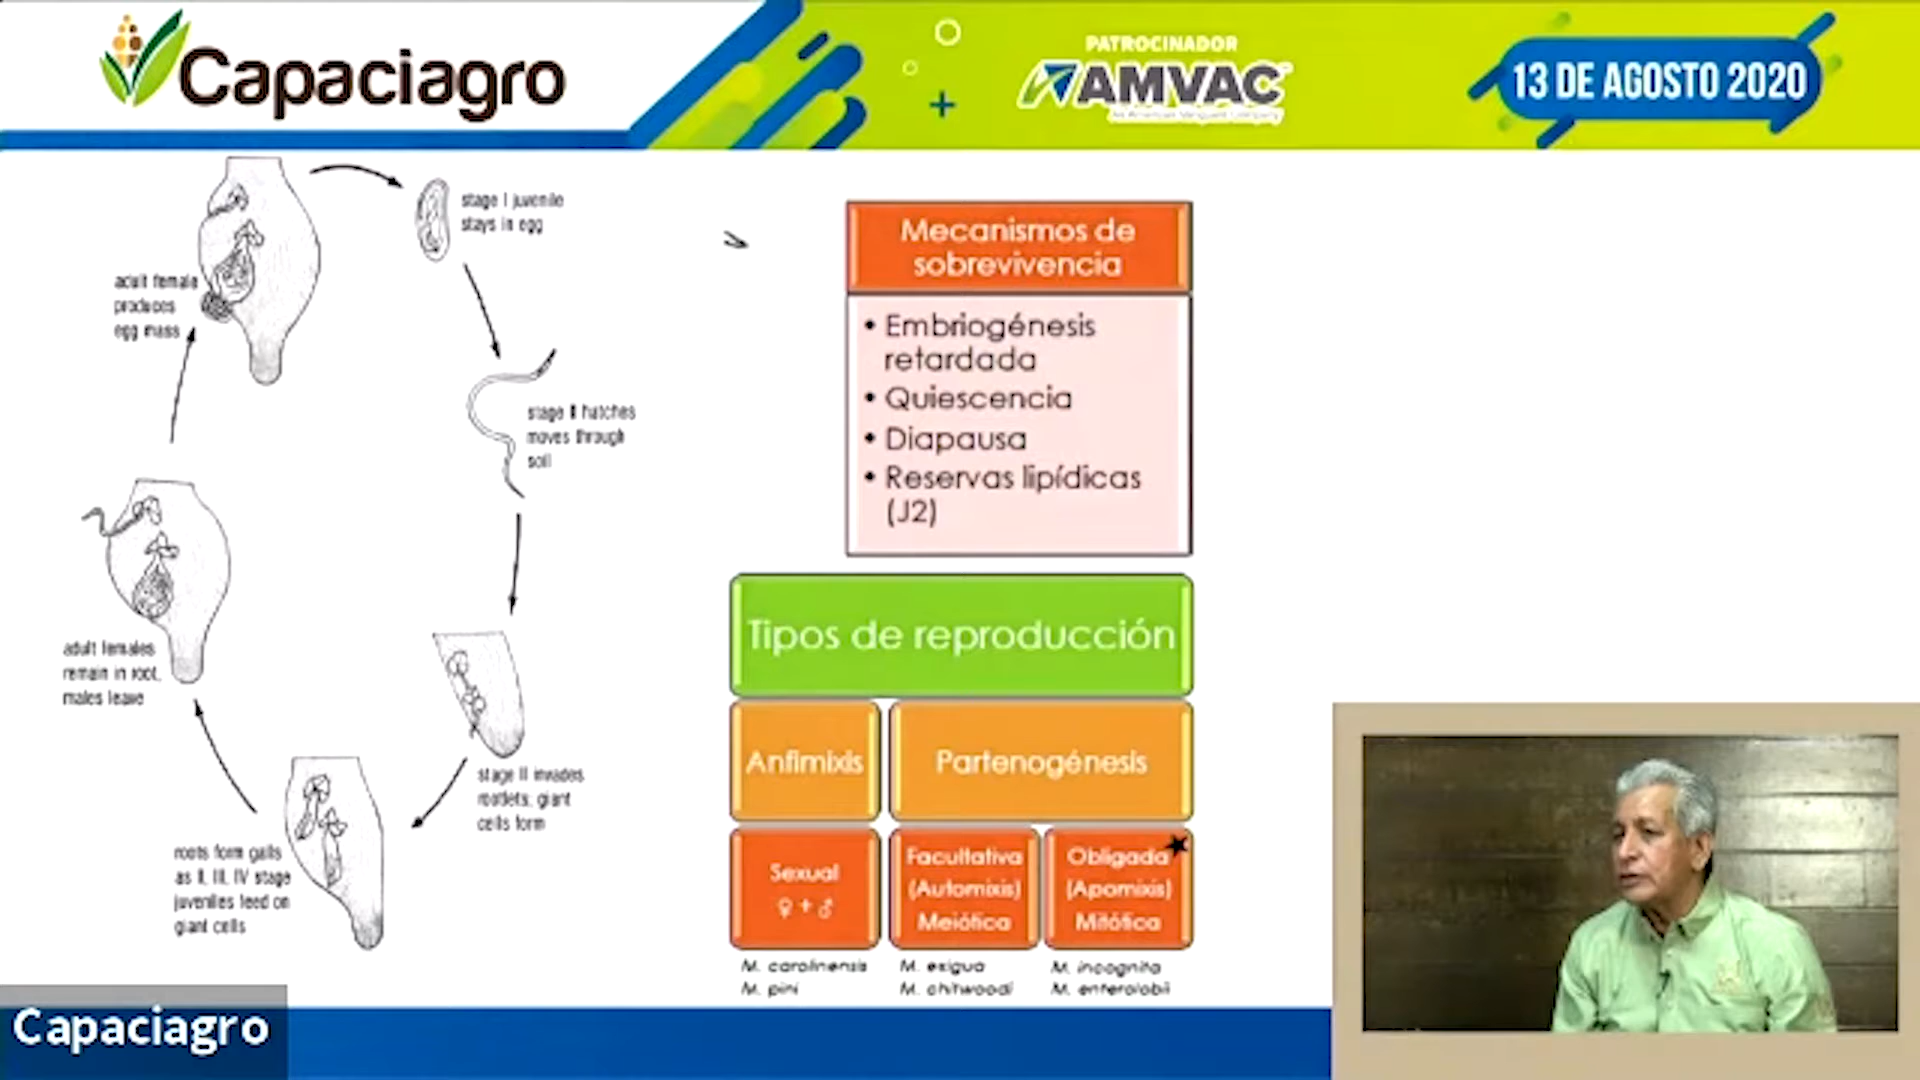 Capaciagro
PATROCINADOR
AMVAC
An American Vanguard Company
13 DE AGOSTO 2020
stage I juvenile
stays in egg
adult female
produces
egg mass
stage II hatches
moves through
soil
adult females
remain in root,
males leave
stage II invades
rootlets; giant
cells form
roots form galls
as II, III, IV stage
juveniles feed on
giant cells
Mecanismos de
sobrevivencia
• Embriogénesis
retardada
• Quiescencia
• Diapausa
• Reservas lipídicas
(J2)
Tipos de reproducción
Anfimixis
Partenogénesis
Sexual
♀+♂
Facultativa
(Automixis)
Meiótica
Obligada
(Apomixis)
Mitótica
M. carolinensis
M. pini
M. exigua
M. chitwoodi
M. incognita
M. enterolobii
Capaciagro